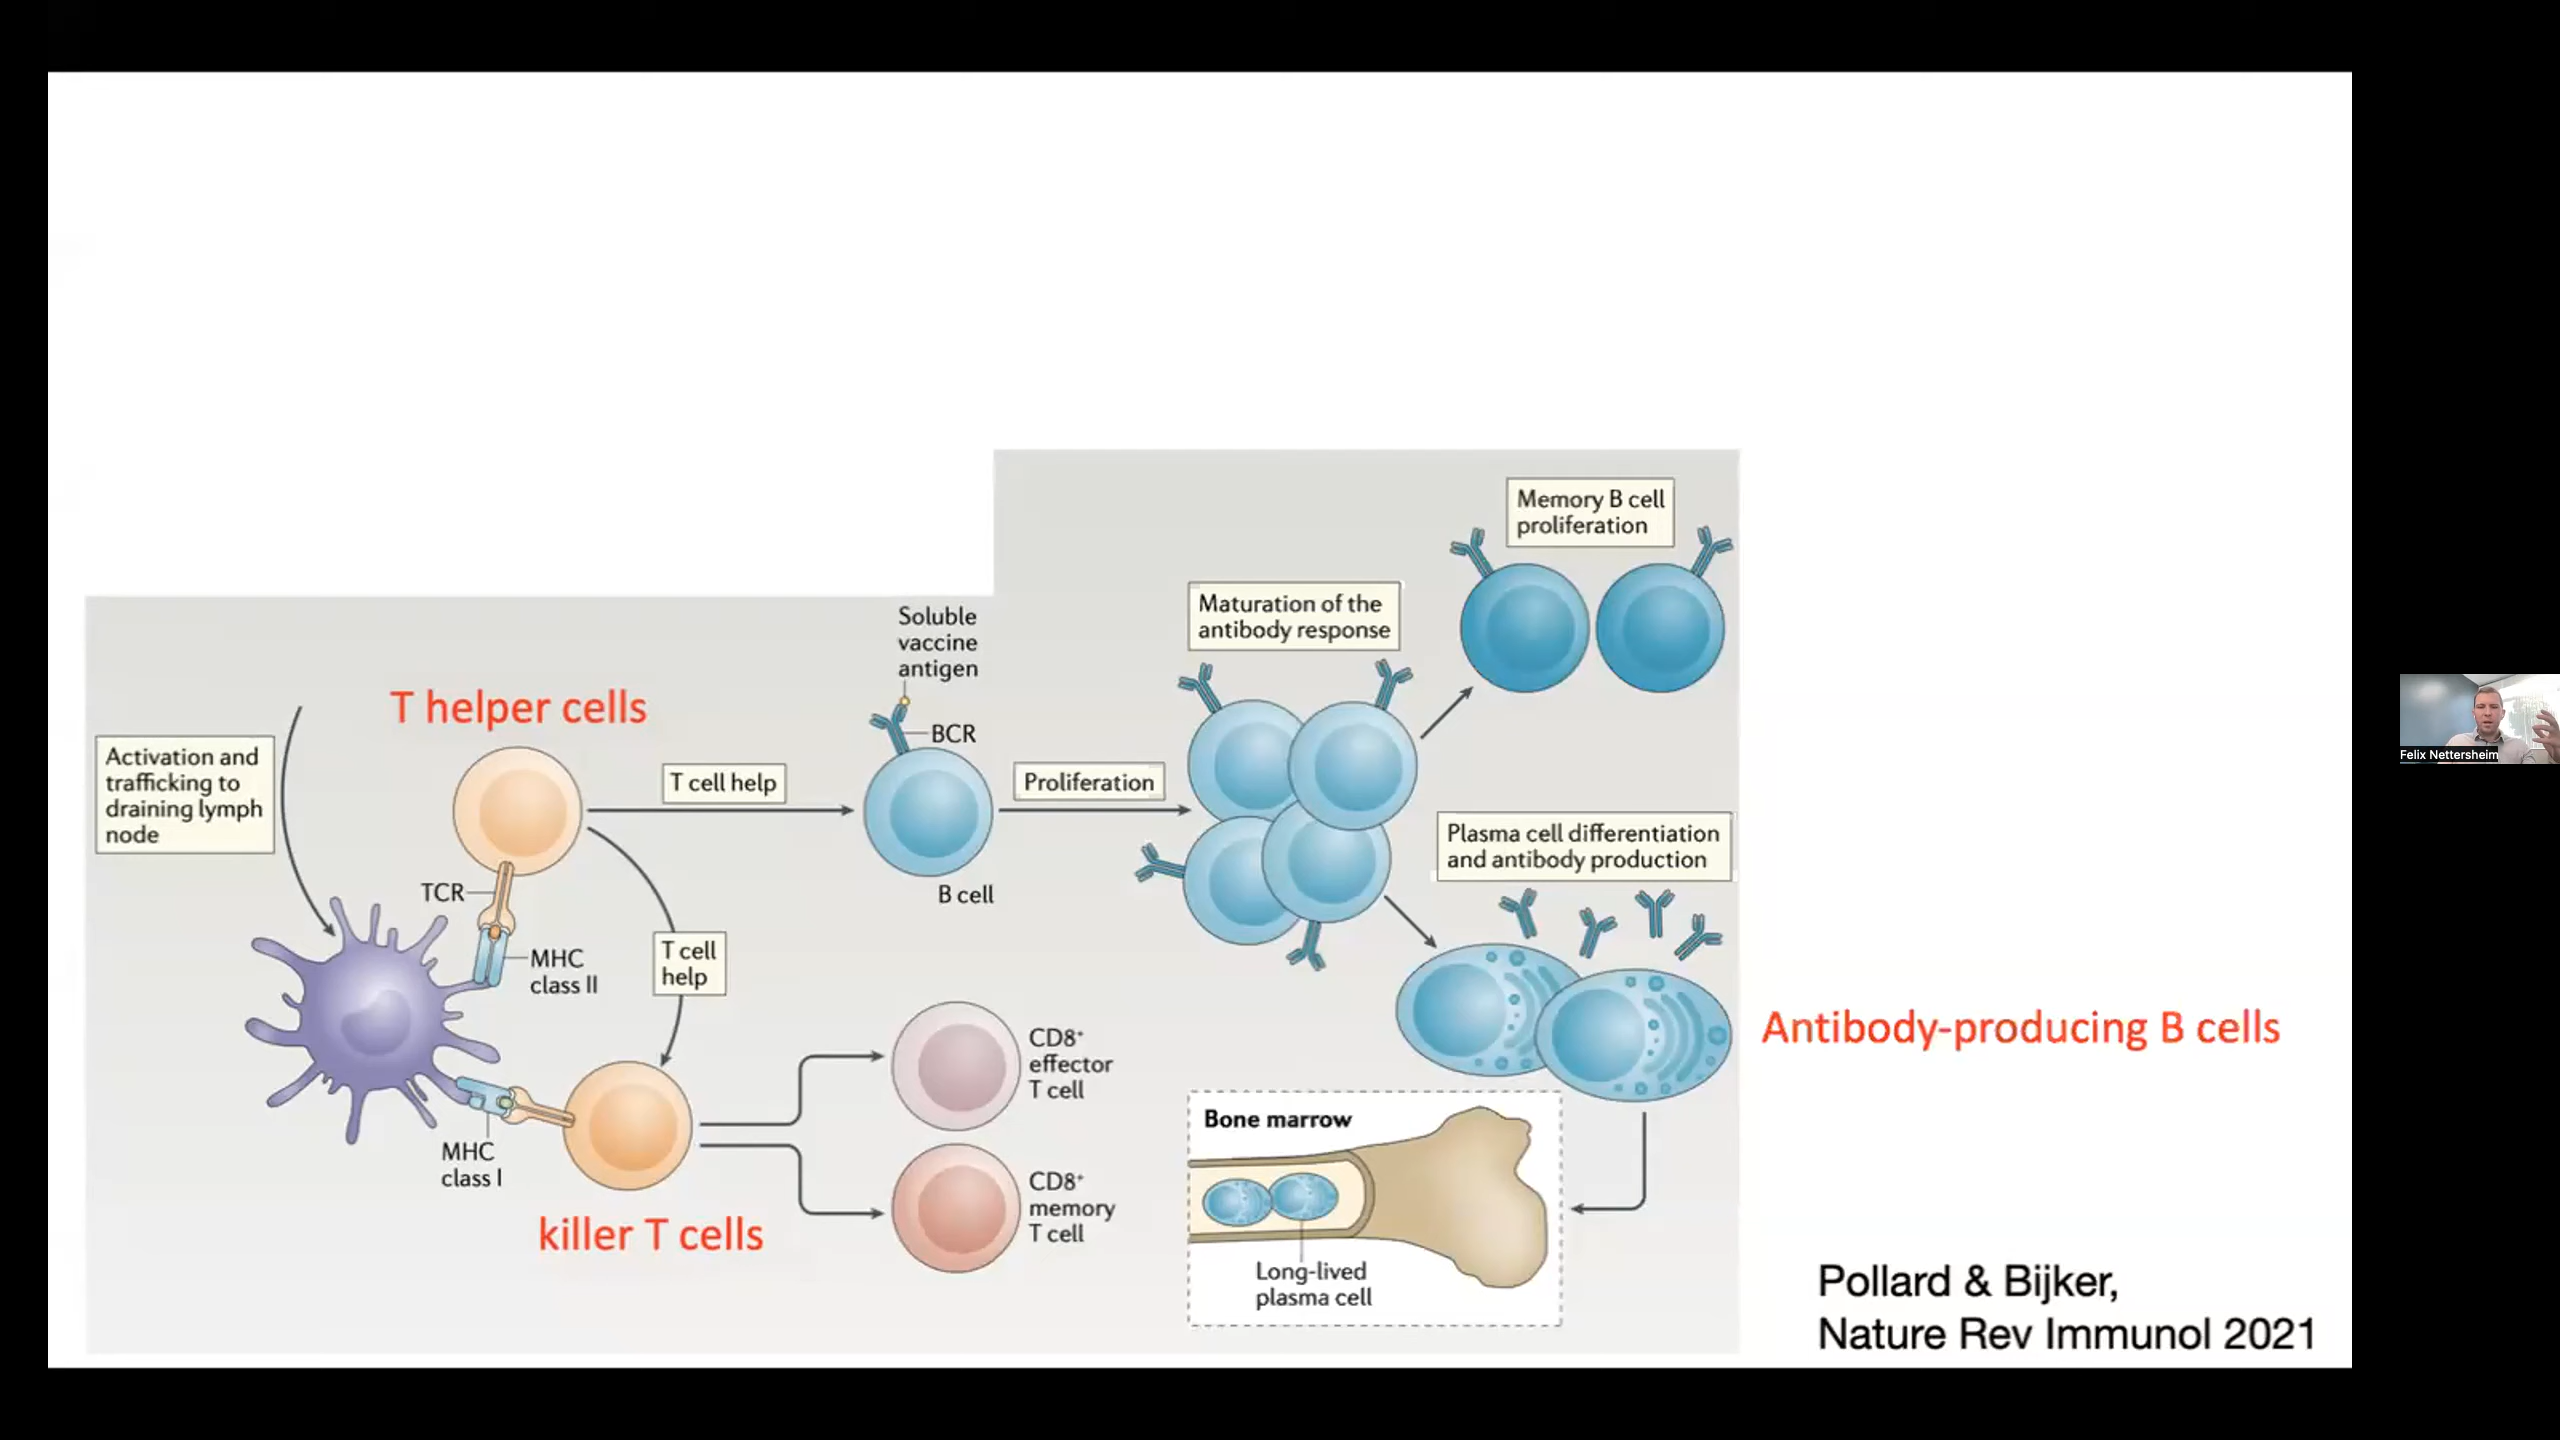 Activation and
trafficking to
draining lymph
node
T helper cells
TCR
MHC
class II
MHC
class I
killer T cells
T cell help
T cell
help
Soluble
vaccine
antigen
BCR
B cell
Proliferation
CD8⁺
effector
T cell
CD8⁺
memory
T cell
Maturation of the
antibody response
Memory B cell
proliferation
Plasma cell differentiation
and antibody production
Antibody-producing B cells
Bone marrow
Long-lived
plasma cell
Pollard & Bijker,
Nature Rev Immunol 2021
Felix Nettersheim